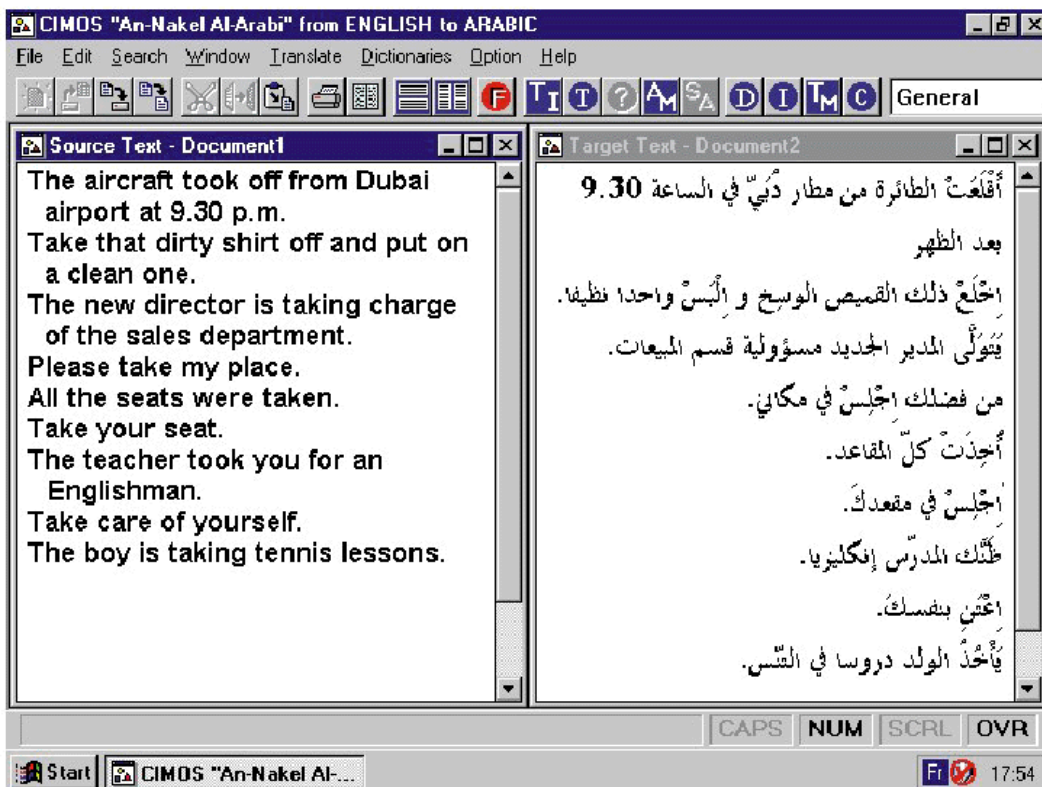 CIMOS "An-Nakel Al-Arabi" from ENGLISH to ARABIC
File Edit Search Window Translate Dictionaries Option Help
F TI T ? AM SA D I TM C General
Source Text - Document1
The aircraft took off from Dubai
airport at 9.30 p.m.
Take that dirty shirt off and put on
a clean one.
The new director is taking charge
of the sales department.
Please take my place.
All the seats were taken.
Take your seat.
The teacher took you for an
Englishman.
Take care of yourself.
The boy is taking tennis lessons.
Target Text - Document2
أَقْلَعَتْ الطائرة من مطار دُبَيّ في الساعة 9.30
بعد الظهر
اِخْلَعْ ذلك القميص الوسِخ و اِلْبَسْ واحدا نظيفا.
يَتَوَلَّى المدير الجديد مسؤولية قسم المبيعات.
من فضلك اِجْلِسْ في مكاني.
أُخِذَتْ كلّ المقاعد.
اِجْلِسْ في مقعدكَ.
ظَنَّك المدرّس إنكليزيا.
اِعْتَنِ بنفسكَ.
يَأْخُذُ الولد دروسا في التّنس.
CAPS NUM SCRL OVR
Start CIMOS "An-Nakel Al-... Fr 17:54